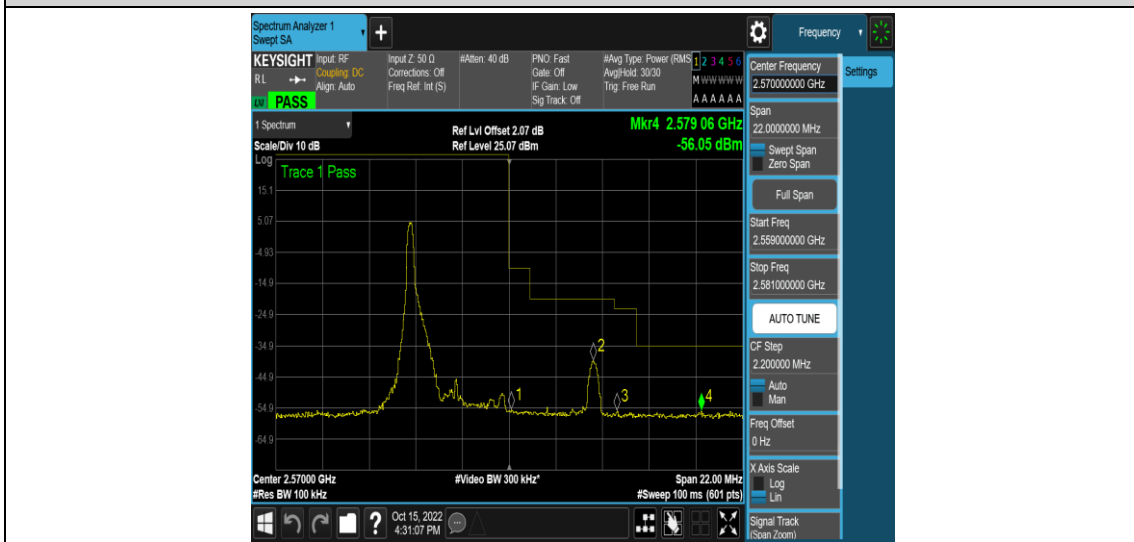 Spectrum Analyzer 1
Swept SA
+
Frequency
KEYSIGHT
RL
PASS
Input: RF
Coupling: DC
Align: Auto
Input Z: 50 Ω
Corrections: Off
Freq Ref: Int (S)
#Atten: 40 dB
PNO: Fast
Gate: Off
IF Gain: Low
Sig Track: Off
#Avg Type: Power (RMS
Avg|Hold: 30/30
Trig: Free Run
1 2 3 4 5 6
M W W W W W
A A A A A A
Center Frequency
2.570000000 GHz
Settings
1 Spectrum
Scale/Div 10 dB
Ref Lvl Offset 2.07 dB
Ref Level 25.07 dBm
Mkr4 2.579 06 GHz
-56.05 dBm
Span
22.0000000 MHz
Swept Span
Zero Span
Log
Trace 1 Pass
15.1
5.07
-4.93
-14.9
-24.9
-34.9
-44.9
-54.9
-64.9
1
2
3
4
Full Span
Start Freq
2.559000000 GHz
Stop Freq
2.581000000 GHz
AUTO TUNE
CF Step
2.200000 MHz
Auto
Man
Freq Offset
0 Hz
X Axis Scale
Log
Lin
Signal Track
(Span Zoom)
Center 2.57000 GHz
#Res BW 100 kHz
#Video BW 300 kHz*
Span 22.00 MHz
#Sweep 100 ms (601 pts)
?
Oct 15, 2022
4:31:07 PM